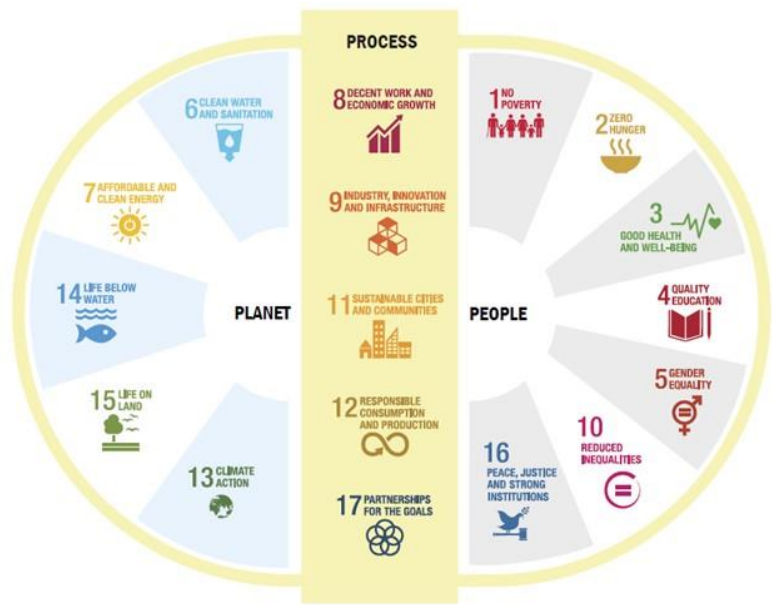 PROCESS
8 DECENT WORK AND
ECONOMIC GROWTH
9 INDUSTRY, INNOVATION
AND INFRASTRUCTURE
11 SUSTAINABLE CITIES
AND COMMUNITIES
12 RESPONSIBLE
CONSUMPTION
AND PRODUCTION
17 PARTNERSHIPS
FOR THE GOALS
PLANET
6 CLEAN WATER
AND SANITATION
7 AFFORDABLE AND
CLEAN ENERGY
14 LIFE BELOW
WATER
15 LIFE ON
LAND
13 CLIMATE
ACTION
PEOPLE
1 NO
POVERTY
2 ZERO
HUNGER
3
GOOD HEALTH
AND WELL-BEING
4 QUALITY
EDUCATION
5 GENDER
EQUALITY
10
REDUCED
INEQUALITIES
16
PEACE, JUSTICE
AND STRONG
INSTITUTIONS